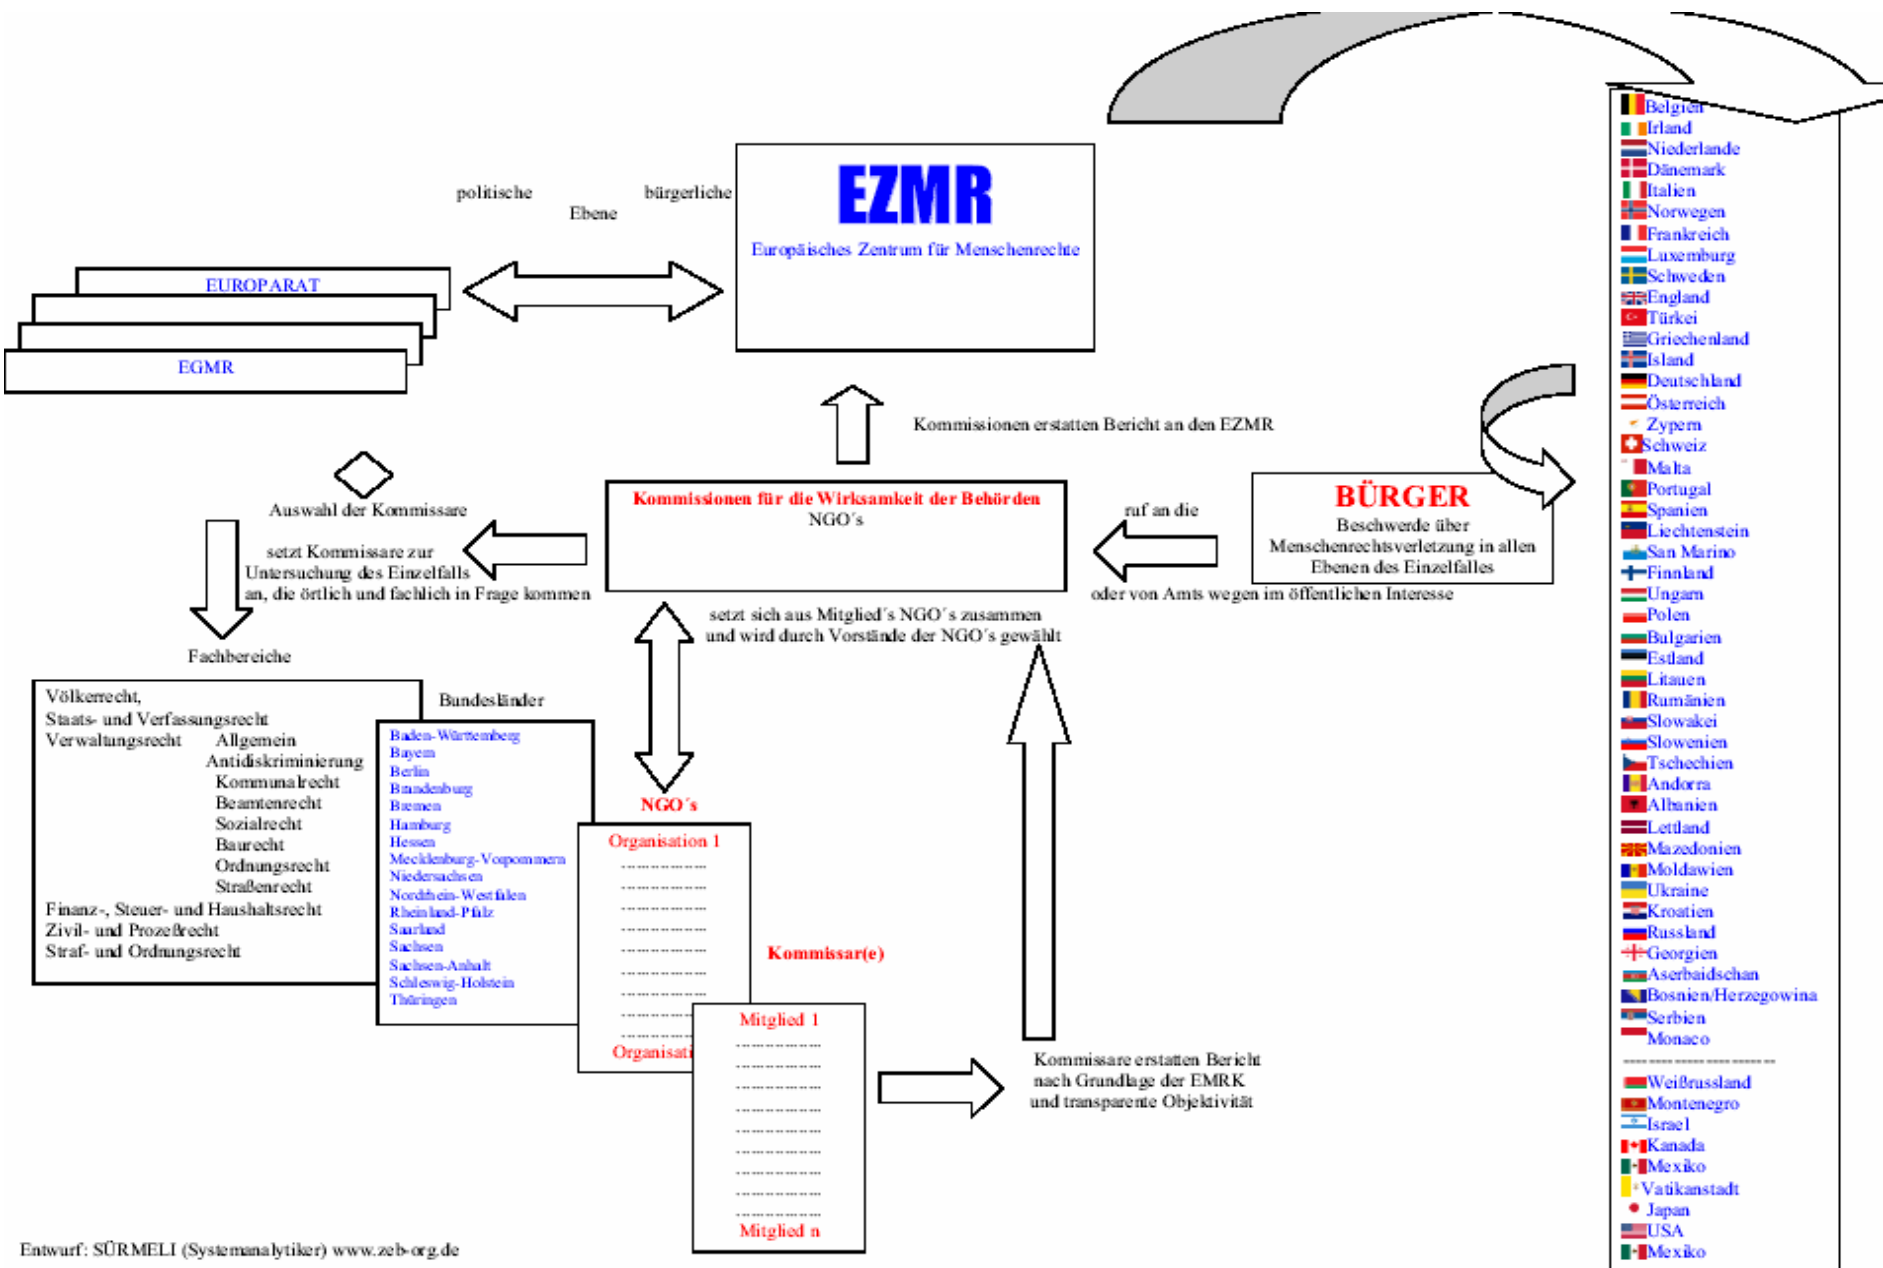 politische
bürgerliche
Ebene
EZMR
Europäisches Zentrum für Menschenrechte
EUROPARAT
EGMR
Kommissionen erstatten Bericht an den EZMR
Auswahl der Kommissare
setzt Kommissare zur
Untersuchung des Einzelfalls
an, die örtlich und fachlich in Frage kommen
Kommissionen für die Wirksamkeit der Behörden
NGO´s
ruf an die
BÜRGER
Beschwerde über
Menschenrechtsverletzung in allen
Ebenen des Einzelfalles
oder von Amts wegen im öffentlichen Interesse
setzt sich aus Mitglied´s NGO´s zusammen
und wird durch Vorstände der NGO´s gewählt
Fachbereiche
Völkerrecht,
Staats- und Verfassungsrecht
Verwaltungsrecht Allgemein
Antidiskriminierung
Kommunalrecht
Beamtenrecht
Sozialrecht
Baurecht
Ordnungsrecht
Straßenrecht
Finanz-, Steuer- und Haushaltsrecht
Zivil- und Prozeßrecht
Straf- und Ordnungsrecht
Bundesländer
Baden-Württemberg
Bayern
Berlin
Brandenburg
Bremen
Hamburg
Hessen
Mecklenburg-Vorpommern
Niedersachsen
Nordrhein-Westfalen
Rheinland-Pfalz
Saarland
Sachsen
Sachsen-Anhalt
Schleswig-Holstein
Thüringen
NGO´s
Organisation 1
Organisati
Kommissar(e)
Mitglied 1
Mitglied n
Kommissare erstatten Bericht
nach Grundlage der EMRK
und transparente Objektivität
Belgien
Irland
Niederlande
Dänemark
Italien
Norwegen
Frankreich
Luxemburg
Schweden
England
Türkei
Griechenland
Island
Deutschland
Österreich
Zypern
Schweiz
Malta
Portugal
Spanien
Liechtenstein
San Marino
Finnland
Ungarn
Polen
Bulgarien
Estland
Litauen
Rumänien
Slowakei
Slowenien
Tschechien
Andorra
Albanien
Lettland
Mazedonien
Moldawien
Ukraine
Kroatien
Russland
Georgien
Aserbaidschan
Bosnien/Herzegowina
Serbien
Monaco
------------------------
Weißrussland
Montenegro
Israel
Kanada
Mexiko
Vatikanstadt
Japan
USA
Mexiko
Entwurf: SÜRMELI (Systemanalytiker) www.zeb-org.de